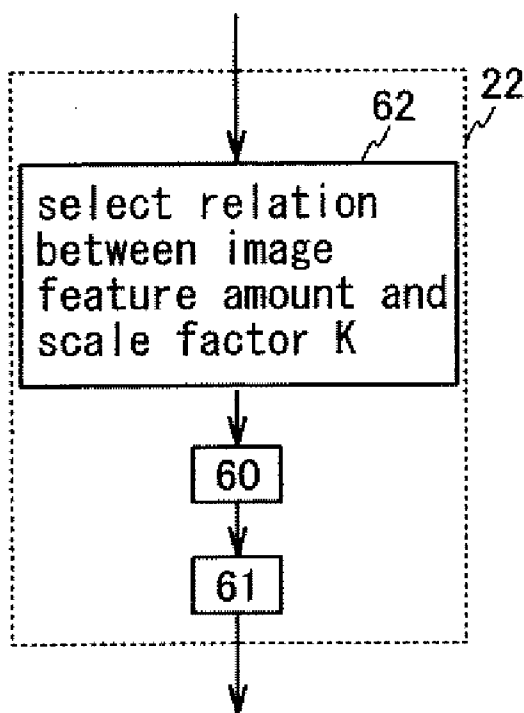 22
62
select relation
between image
feature amount and
scale factor K
60
61